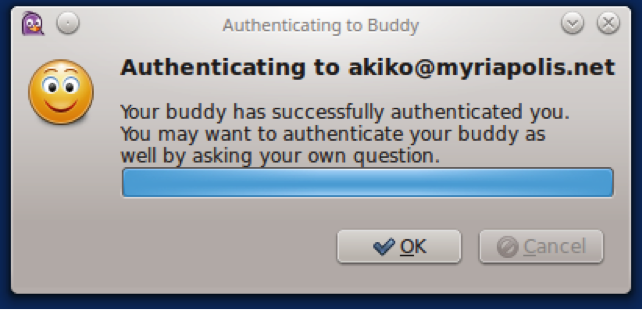 Authenticating to Buddy
Authenticating to akiko@myriapolis.net
Your buddy has successfully authenticated you.
You may want to authenticate your buddy as
well by asking your own question.
OK
Cancel